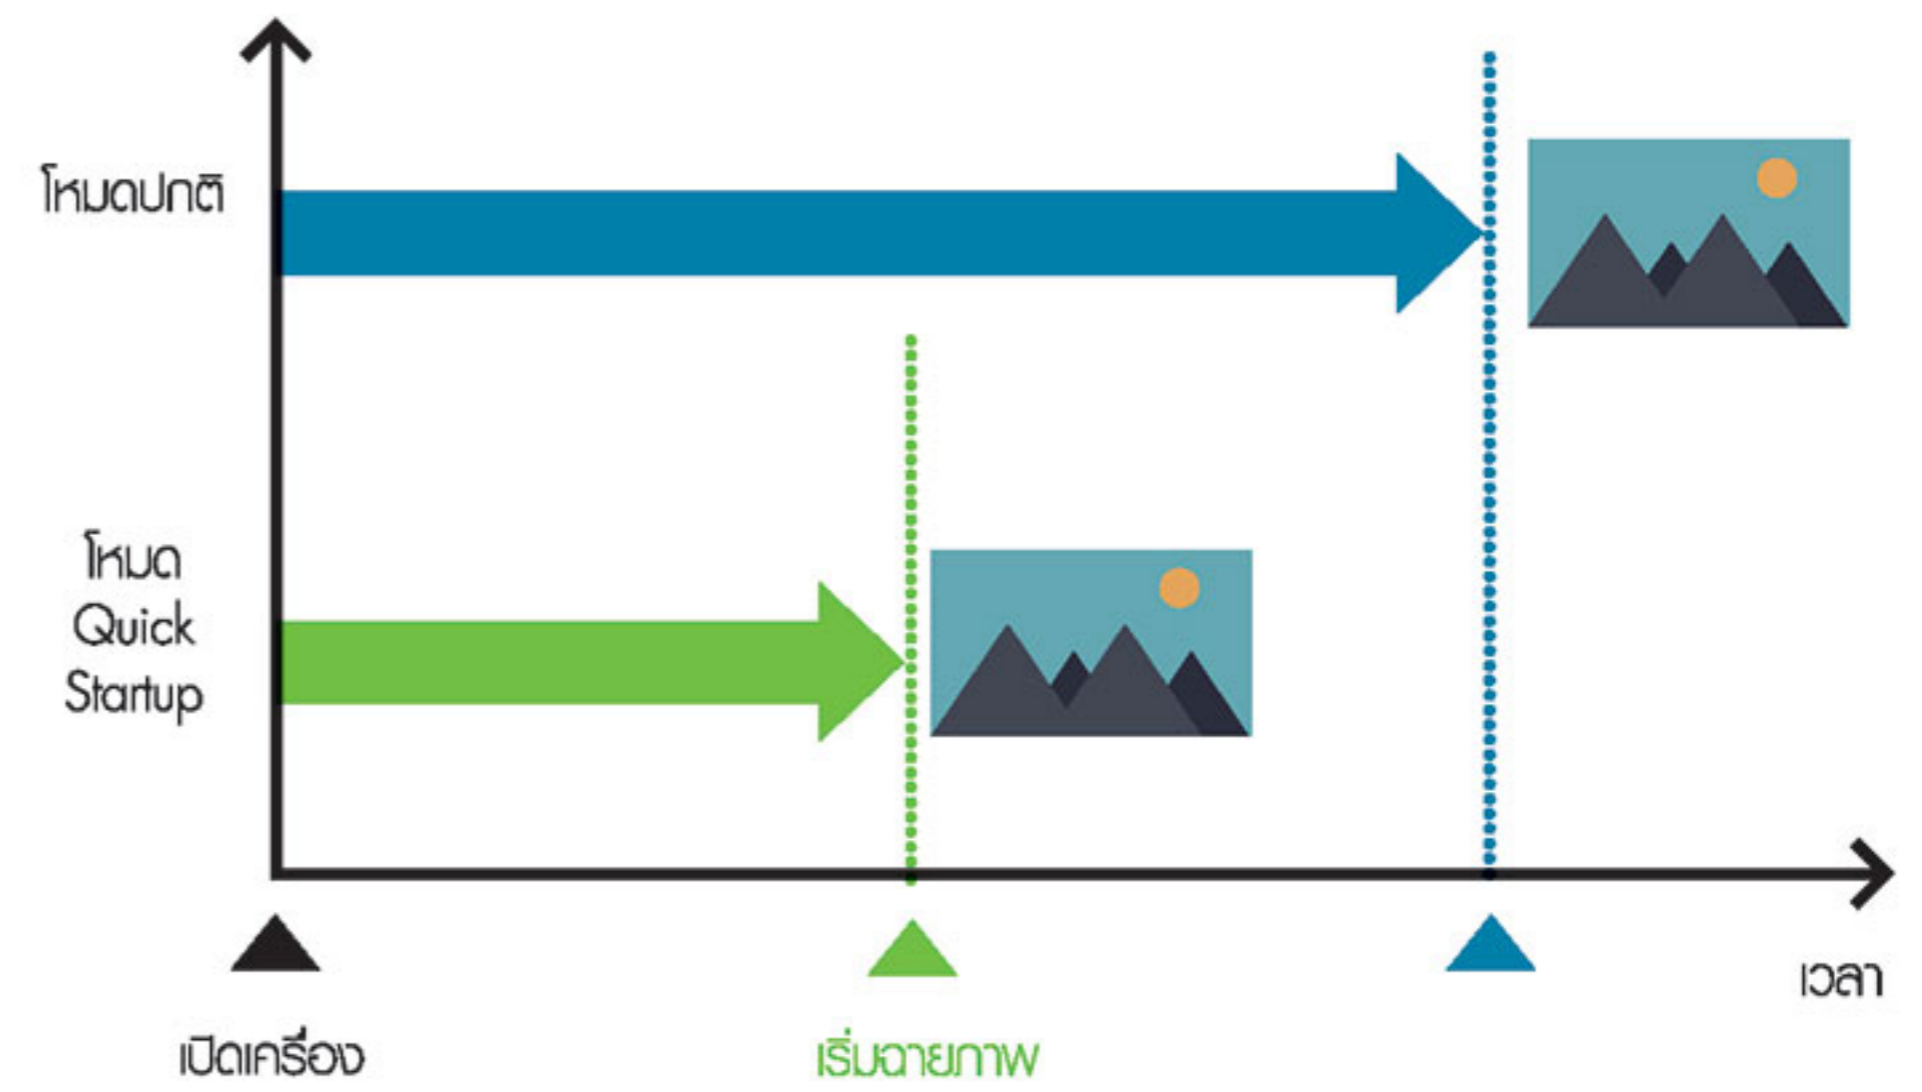 โหมดปกติ
โหมด
Quick
Startup
เวลา
เปิดเครื่อง
เริ่มฉายภาพ